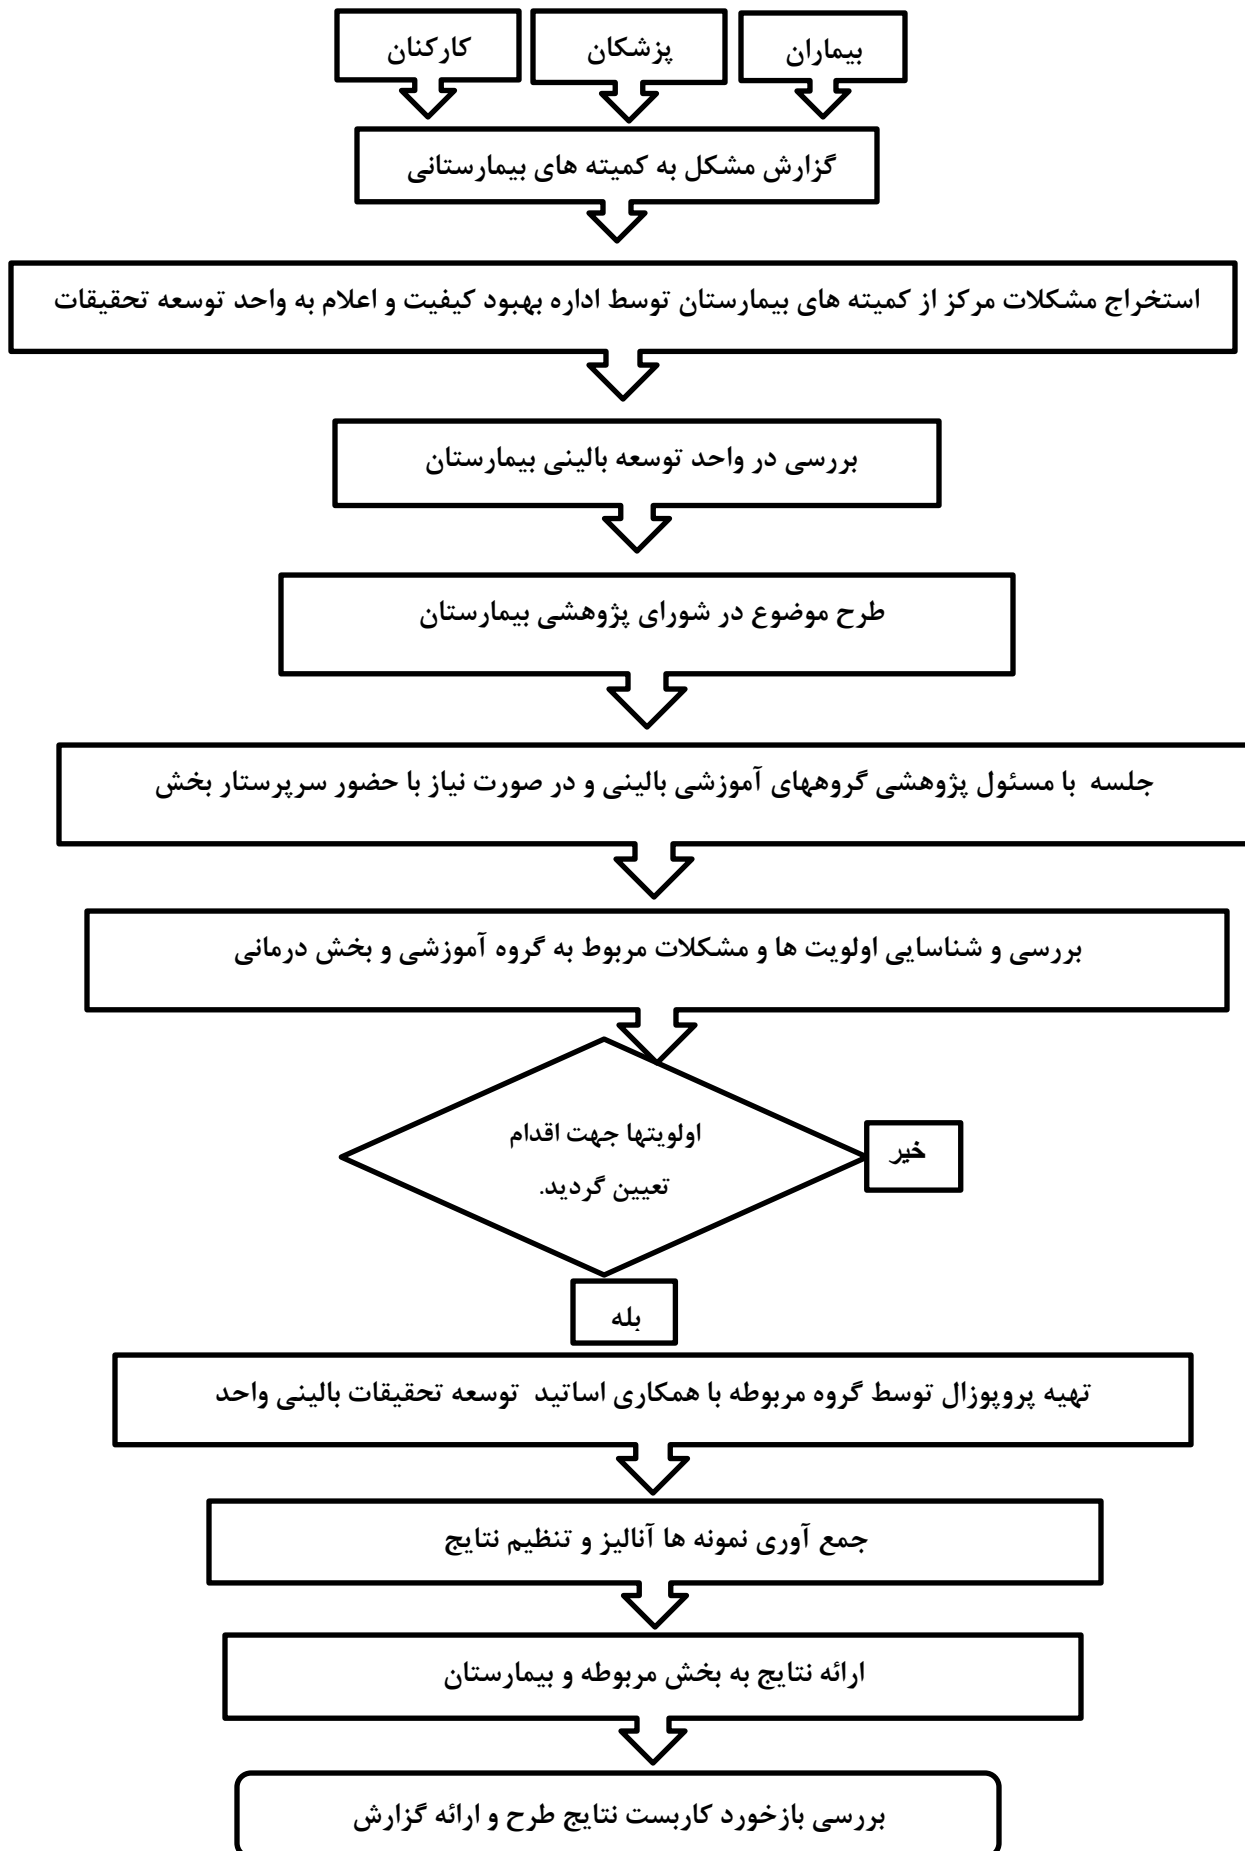 بیماران
پزشکان
کارکنان
گزارش مشکل به کمیته های بیمارستانی
استخراج مشکلات مرکز از کمیته های بیمارستان توسط اداره بهبود کیفیت و اعلام به واحد توسعه تحقیقات
بررسی در واحد توسعه بالینی بیمارستان
طرح موضوع در شورای پژوهشی بیمارستان
جلسه با مسئول پژوهشی گروههای آموزشی بالینی و در صورت نیاز با حضور سرپرستار بخش
بررسی و شناسایی اولویت ها و مشکلات مربوط به گروه آموزشی و بخش درمانی
اولویتها جهت اقدام
تعیین گردید.
خیر
بله
تهیه پروپوزال توسط گروه مربوطه با همکاری اساتید توسعه تحقیقات بالینی واحد
جمع آوری نمونه ها آنالیز و تنظیم نتایج
ارائه نتایج به بخش مربوطه و بیمارستان
بررسی بازخورد کاربست نتایج طرح و ارائه گزارش